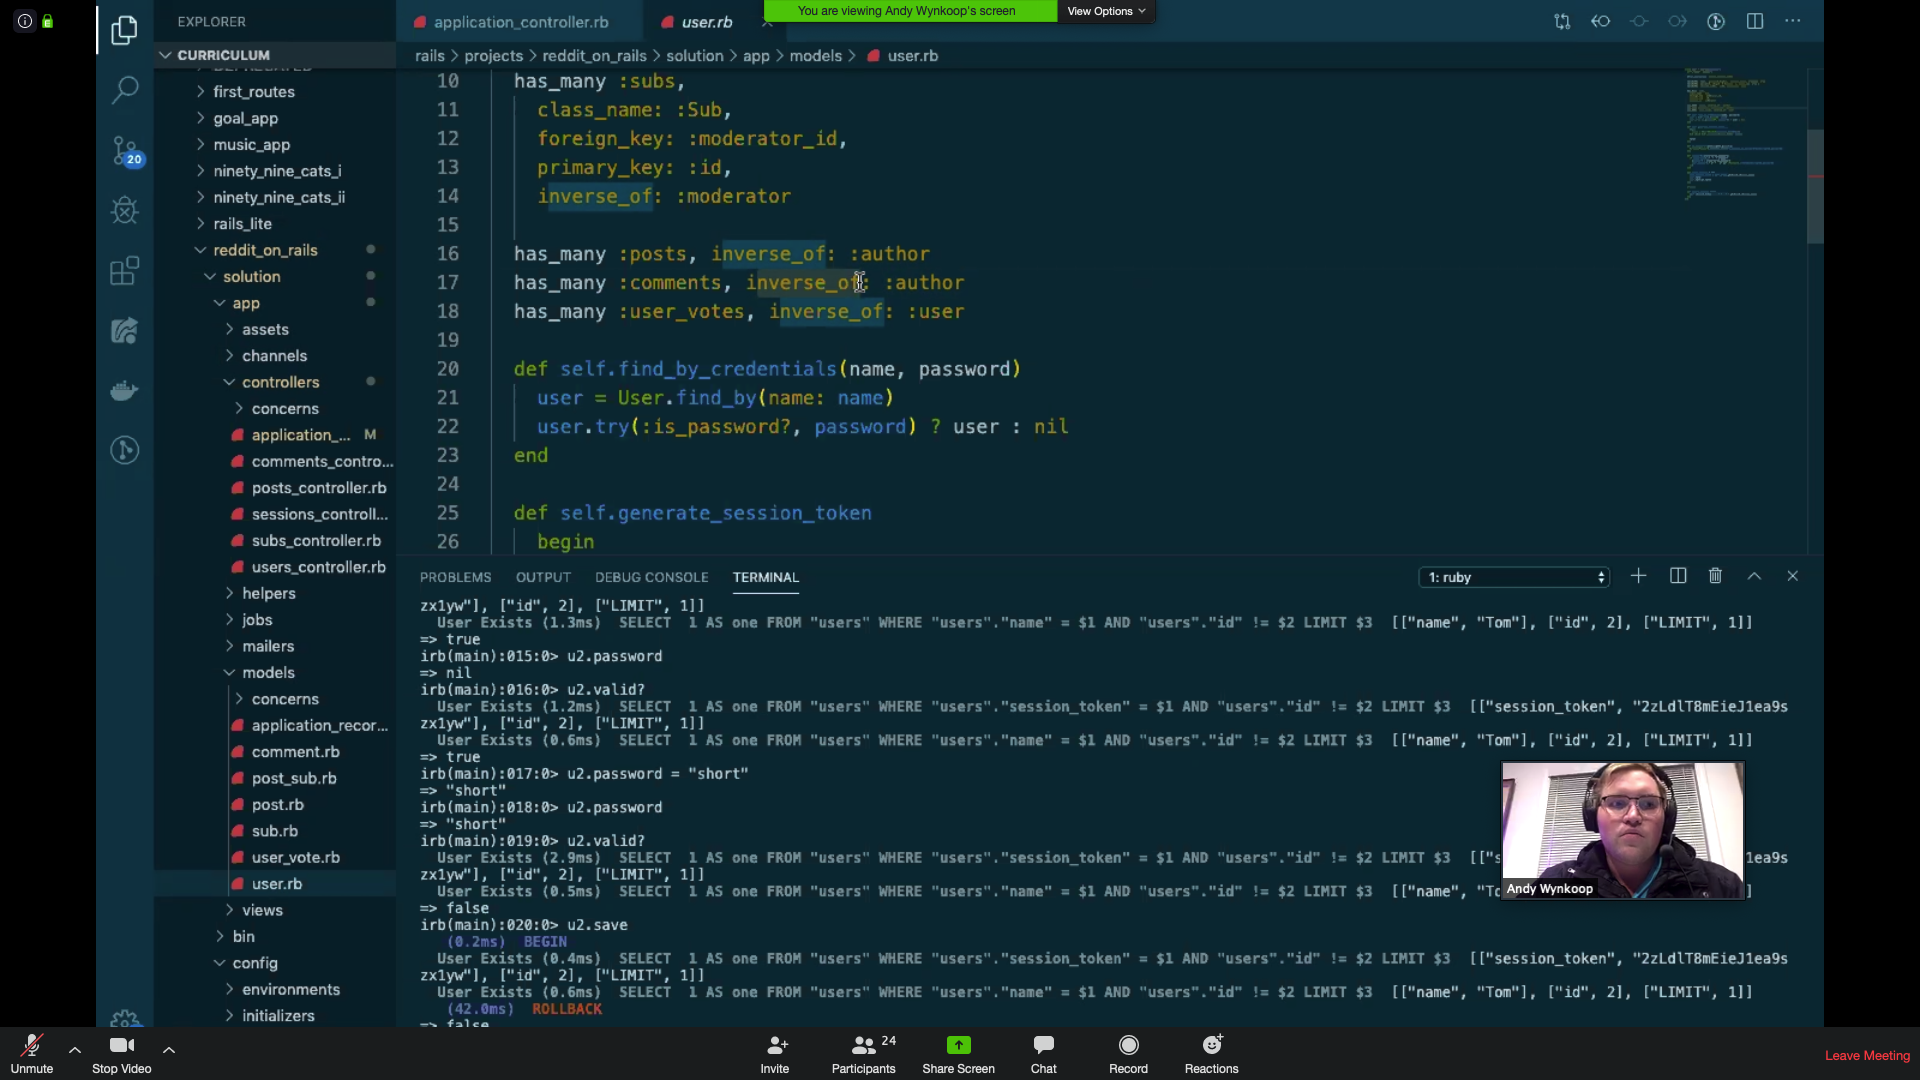 You are viewing Andy Wynkoop's screen
View Options
EXPLORER
CURRICULUM
first_routes
goal_app
music_app
ninety_nine_cats_i
ninety_nine_cats_ii
rails_lite
reddit_on_rails
solution
app
assets
channels
controllers
concerns
application_... M
comments_contro...
posts_controller.rb
sessions_controll...
subs_controller.rb
users_controller.rb
helpers
jobs
mailers
models
concerns
application_recor...
comment.rb
post_sub.rb
post.rb
sub.rb
user_vote.rb
user.rb
views
bin
config
environments
initializers
20
application_controller.rb
user.rb
rails > projects > reddit_on_rails > solution > app > models > user.rb
10 has_many :subs,
11 class_name: :Sub,
12 foreign_key: :moderator_id,
13 primary_key: :id,
14 inverse_of: :moderator
15
16 has_many :posts, inverse_of: :author
17 has_many :comments, inverse_of: :author
18 has_many :user_votes, inverse_of: :user
19
20 def self.find_by_credentials(name, password)
21 user = User.find_by(name: name)
22 user.try(:is_password?, password) ? user : nil
23 end
24
25 def self.generate_session_token
26 begin
PROBLEMS OUTPUT DEBUG CONSOLE TERMINAL
1: ruby
zx1yw"], ["id", 2], ["LIMIT", 1]]
User Exists (1.3ms) SELECT 1 AS one FROM "users" WHERE "users"."name" = $1 AND "users"."id" != $2 LIMIT $3 [["name", "Tom"], ["id", 2], ["LIMIT", 1]]
=> true
irb(main):015:0> u2.password
=> nil
irb(main):016:0> u2.valid?
User Exists (1.2ms) SELECT 1 AS one FROM "users" WHERE "users"."session_token" = $1 AND "users"."id" != $2 LIMIT $3 [["session_token", "2zLdlT8mEieJ1ea9s
zx1yw"], ["id", 2], ["LIMIT", 1]]
User Exists (0.6ms) SELECT 1 AS one FROM "users" WHERE "users"."name" = $1 AND "users"."id" != $2 LIMIT $3 [["name", "Tom"], ["id", 2], ["LIMIT", 1]]
=> true
irb(main):017:0> u2.password = "short"
=> "short"
irb(main):018:0> u2.password
=> "short"
irb(main):019:0> u2.valid?
User Exists (2.9ms) SELECT 1 AS one FROM "users" WHERE "users"."session_token" = $1 AND "users"."id" != $2 LIMIT $3 [["s 1ea9s
zx1yw"], ["id", 2], ["LIMIT", 1]]
User Exists (0.5ms) SELECT 1 AS one FROM "users" WHERE "users"."name" = $1 AND "users"."id" != $2 LIMIT $3 [["name", "To ]
=> false
irb(main):020:0> u2.save
(0.2ms) BEGIN
User Exists (0.4ms) SELECT 1 AS one FROM "users" WHERE "users"."session_token" = $1 AND "users"."id" != $2 LIMIT $3 [["session_token", "2zLdlT8mEieJ1ea9s
zx1yw"], ["id", 2], ["LIMIT", 1]]
User Exists (0.6ms) SELECT 1 AS one FROM "users" WHERE "users"."name" = $1 AND "users"."id" != $2 LIMIT $3 [["name", "Tom"], ["id", 2], ["LIMIT", 1]]
(42.0ms) ROLLBACK
=> false
Andy Wynkoop
Unmute
Stop Video
Invite
Participants 24
Share Screen
Chat
Record
Reactions
Leave Meeting